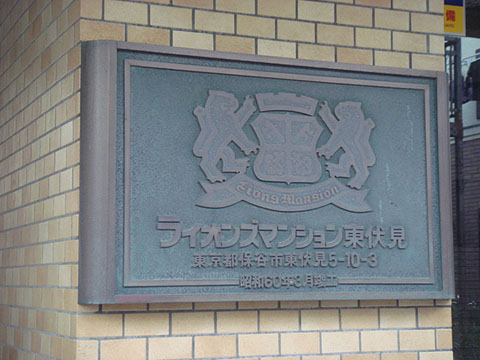 Lions Mansion
ライオンズマンション東伏見
東京都保谷市東伏見5-10-3
昭和60年3月竣工